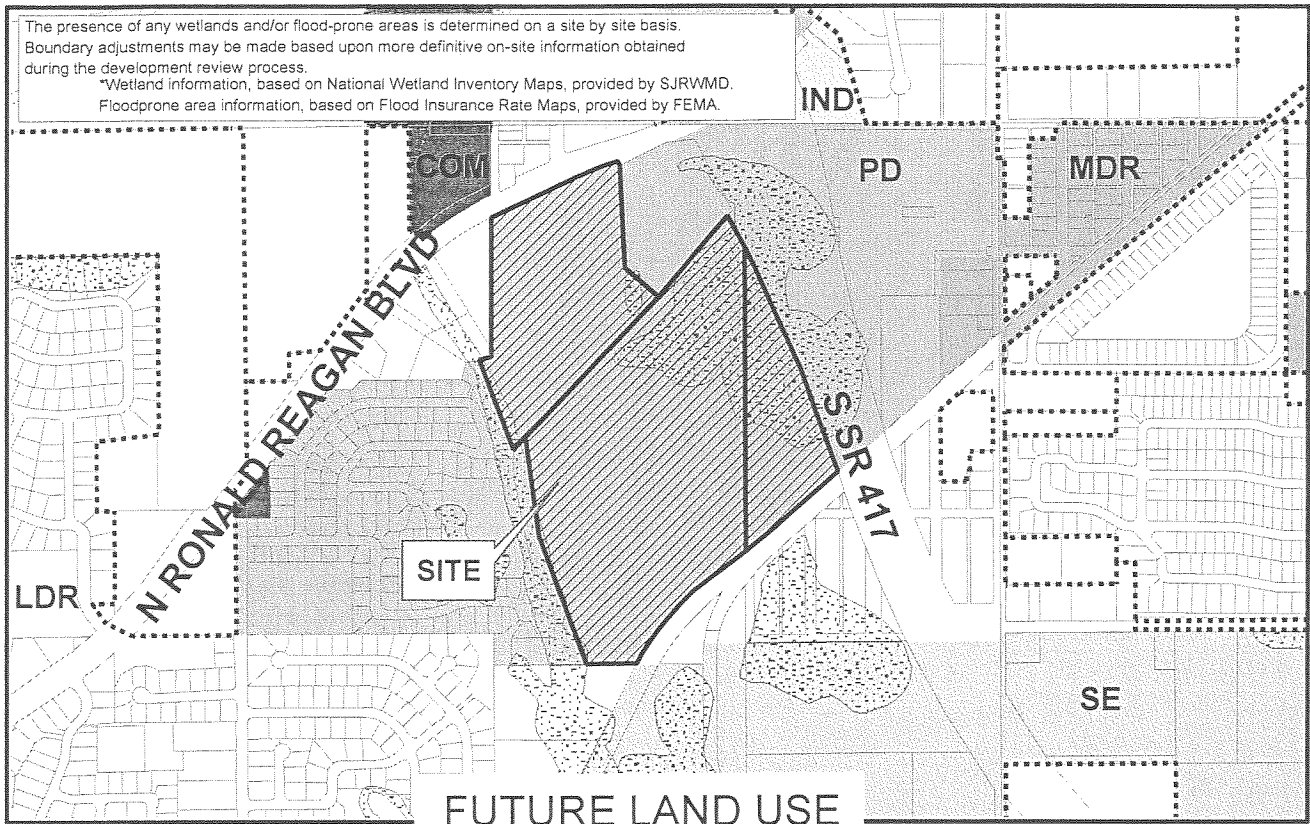 The presence of any wetlands and/or flood-prone areas is determined on a site by site basis.
Boundary adjustments may be made based upon more definitive on-site information obtained
during the development review process.
*Wetland information, based on National Wetland Inventory Maps, provided by SJRWMD.
Floodprone area information, based on Flood Insurance Rate Maps, provided by FEMA.
IND
COM
PD
MDR
N RONALD REAGAN BLVD
S SR 417
SITE
LDR
SE
FUTURE LAND USE